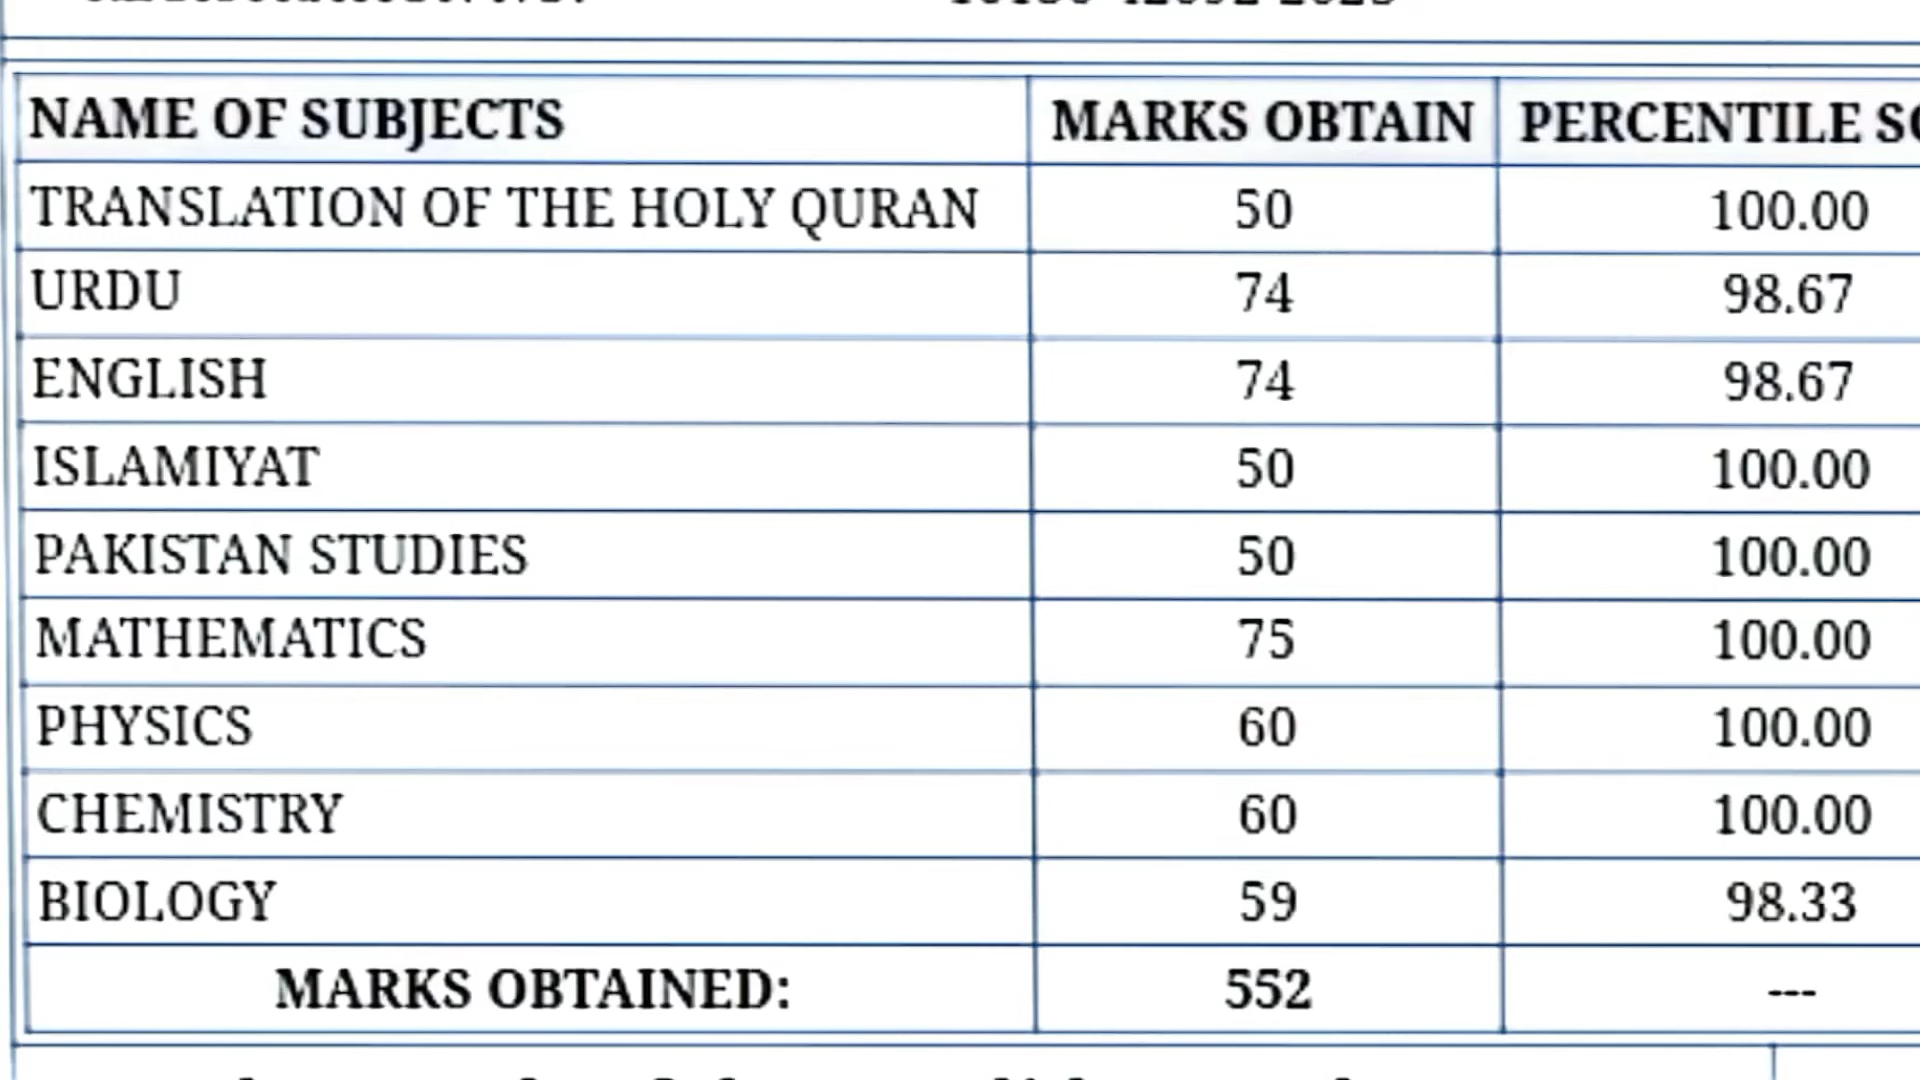 NAME OF SUBJECTS MARKS OBTAIN PERCENTILE
TRANSLATION OF THE HOLY QURAN 50 100.00
URDU 74 98.67
ENGLISH 74 98.67
ISLAMIYAT 50 100.00
PAKISTAN STUDIES 50 100.00
MATHEMATICS 75 100.00
PHYSICS 60 100.00
CHEMISTRY 60 100.00
BIOLOGY 59 98.33
MARKS OBTAINED: 552 ---